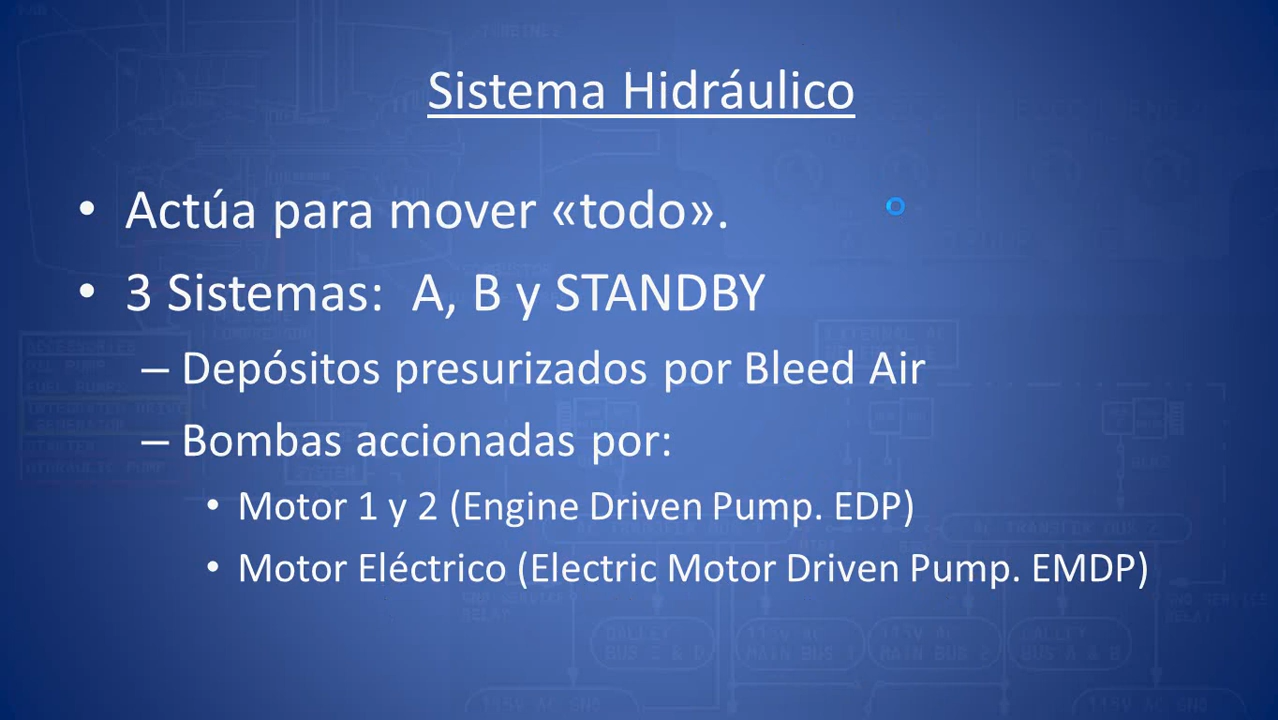 Sistema Hidráulico
• Actúa para mover «todo».
• 3 Sistemas: A, B y STANDBY
– Depósitos presurizados por Bleed Air
– Bombas accionadas por:
• Motor 1 y 2 (Engine Driven Pump. EDP)
• Motor Eléctrico (Electric Motor Driven Pump. EMDP)